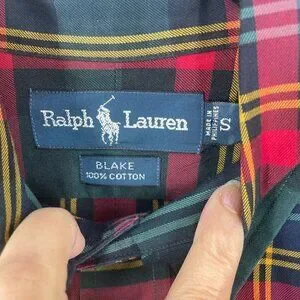 Ralph Lauren
S
MADE IN
PHILIPPINES
BLAKE
100% COTTON